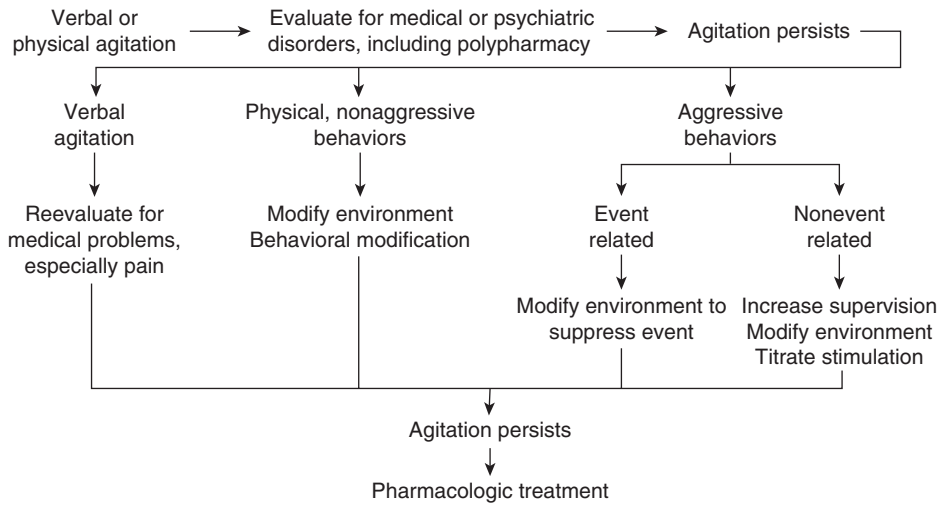 Verbal or
physical agitation
Evaluate for medical or psychiatric
disorders, including polypharmacy
Agitation persists
Verbal
agitation
Physical, nonaggressive
behaviors
Aggressive
behaviors
Reevaluate for
medical problems,
especially pain
Modify environment
Behavioral modification
Event
related
Nonevent
related
Modify environment to
suppress event
Increase supervision
Modify environment
Titrate stimulation
Agitation persists
Pharmacologic treatment